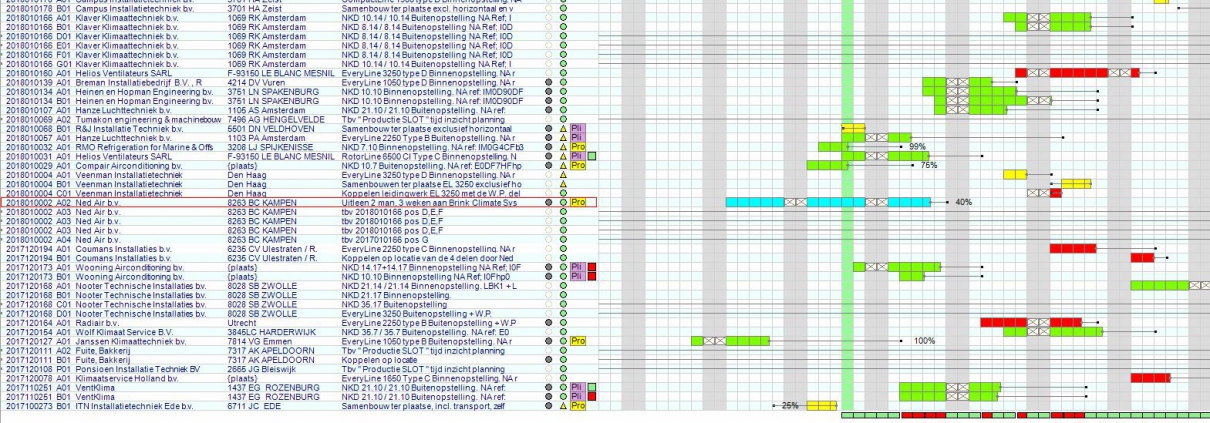 2018010178 B01 Campus Installatietechniek 3701 HA Zeist Samenbouw ter plaatse excl. horizontaal en v
2018010166 A01 Klaver Klimaattechniek b.v. 1069 RK Amsterdam NKD 10.14 / 10.14 Buitenopstelling NA Ref; I
2018010166 B01 Klaver Klimaattechniek b.v. 1069 RK Amsterdam NKD 8.14 / 8.14 Buitenopstelling NA Ref; I0D
2018010166 D01 Klaver Klimaattechniek b.v. 1069 RK Amsterdam NKD 8.14 / 8.14 Buitenopstelling NA Ref; I0D
2018010166 E01 Klaver Klimaattechniek b.v. 1069 RK Amsterdam NKD 8.14 / 8.14 Buitenopstelling NA Ref; I0D
2018010166 F01 Klaver Klimaattechniek b.v. 1069 RK Amsterdam NKD 8.14 / 8.14 Buitenopstelling NA Ref; I0D
2018010166 G01 Klaver Klimaattechniek b.v. 1069 RK Amsterdam NKD 10.14 / 10.14 Buitenopstelling NA Ref; I
2018010160 A01 Helios Ventilateurs SARL F-93150 LE BLANC MESNIL EveryLine 3250 type D Binnenopstelling. NA r
2018010139 A01 Breman Installatiebedrijf B.V. , R 4214 DV Vuren EveryLine 1050 type D Binnenopstelling. NA r
2018010134 A01 Heinen en Hopman Engineering bv. 3751 LN SPAKENBURG NKD 10.10 Binnenopstelling NA Ref: IM0D90DF
2018010134 B01 Heinen en Hopman Engineering bv. 3751 LN SPAKENBURG NKD 10.10 Binnenopstelling NA Ref: IM0D90DF
2018010107 A01 Hanze Luchttechniek b.v. 1105 AS Amsterdam NKD 21.10 / 21.10 Buitenopstelling. NA ref:
2018010069 A02 Tumakon engineering & machinebouw 7496 AG HENGELVELDE Tbv " Productie SLOT " tijd inzicht planning
2018010068 B01 R&J Installatie Techniek b.v. 5501 DN VELDHOVEN Samenbouw ter plaatse exclusief horizontaal Pli
2018010057 A01 Hanze Luchttechniek b.v. 1103 PA Amsterdam EveryLine 2250 Type B Buitenopstelling. NA r Pli
2018010032 A01 RMO Refrigeration for Marine & Offs 3208 LJ SPIJKENISSE NKD 7.10 Binnenopstelling. NA ref: IM0G4CFb3 Pro 99%
2018010031 A01 Helios Ventilateurs SARL F-93150 LE BLANC MESNIL RotorLine 6500 CI Type C Binnenopstelling. N Pli
2018010029 A01 Compair Airconditioning b.v. {plaats} NKD 10.7 Buitenopstelling. NA ref: E0DF7HFhp Pro 76%
2018010004 A01 Veenman Installatietechniek Den Haag EveryLine 3250 type D Binnenopstelling. NA r
2018010004 B01 Veenman Installatietechniek Den Haag Samenbouwen ter plaatse EL 3250 exclusief ho
2018010004 C01 Veenman Installatietechniek Den Haag Koppelen leidingwerk EL 3250 met de W.P, del
2018010002 A02 Ned Air b.v. 8263 BC KAMPEN Uitleen 2 man, 3 weken aan Brink Climate Sys Pro 40%
2018010002 A03 Ned Air b.v. 8263 BC KAMPEN tbv 2018010166 pos D,E,F
2018010002 A03 Ned Air b.v. 8263 BC KAMPEN tbv 2018010166 pos D,E,F
2018010002 A03 Ned Air b.v. 8263 BC KAMPEN tbv 2018010166 pos D,E,F
2018010002 A04 Ned Air b.v. 8263 BC KAMPEN tbv 2017010166 pos G
2017120194 A01 Coumans Installaties b.v. 6235 CV Ulestraten / R. EveryLine 2250 type C Binnenopstelling. NA r
2017120194 B01 Coumans Installaties b.v. 6235 CV Ulestraten / R. Koppelen op locatie van de 4 delen door Ned
2017120173 A01 Wooning Airconditioning bv. {plaats} NKD 14.17+14.17 Binnenopstelling NA Ref; I0F Pli
2017120173 B01 Wooning Airconditioning bv. {plaats} NKD 10.10 Binnenopstelling NA Ref; I0Fhp0 Pli
2017120168 A01 Nooter Technische Installaties bv. 8028 SB ZWOLLE NKD 21.14 / 21.14 Buitenopstelling. LBK1 + L
2017120168 B01 Nooter Technische Installaties bv. 8028 SB ZWOLLE NKD 21.17 Binnenopstelling.
2017120168 C01 Nooter Technische Installaties bv. 8028 SB ZWOLLE NKD 35.17 Buitenopstelling
2017120168 D01 Nooter Technische Installaties bv. 8028 SB ZWOLLE EveryLine 3250 Buitenopstelling + W.P.
2017120164 A01 Radiair b.v. Utrecht EveryLine 2250 type B Buitenopstelling + W.P
2017120154 A01 Wolf Klimaat Service B.V. 3845LC HARDERWIJK NKD 35.7 / 35.7 Buitenopstelling. NA ref: E0
2017120127 A01 Janssen Klimaattechniek b.v. 7814 VG Emmen EveryLine 1050 Type B Buitenopstelling. NA r Pro 100%
2017120111 A02 Fuite, Bakkerij 7317 AK APELDOORN Tbv " Productie SLOT " tijd inzicht planning
2017120111 B01 Fuite, Bakkerij 7317 AK APELDOORN Koppelen op locatie
2017120108 P01 Ponsioen Installatie Techniek BV 2665 JG Bleiswijk Tbv " Productie SLOT " tijd inzicht planning
2017120078 A01 Klimaatservice Holland b.v. {plaats} EveryLine 1650 Type C Binnenopstelling. NA r
2017110251 A01 VentKlima 1437 EG ROZENBURG NKD 21.10 / 21.10 Buitenopstelling. NA ref: Pli
2017110251 B01 VentKlima 1437 EG ROZENBURG NKD 21.10 / 21.10 Buitenopstelling. NA ref: Pli
2017100273 B01 ITN Installatietechniek Ede b.v. 6711 JC EDE Samenbouw ter plaatse, incl. transport, zelf Pro 25%